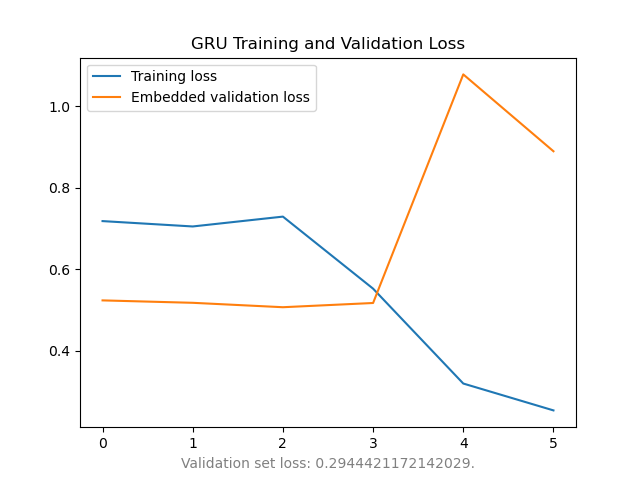 GRU Training and Validation Loss
Training loss
Embedded validation loss
1.0
0.8
0.6
0.4
0 1 2 3 4 5
Validation set loss: 0.2944421172142029.